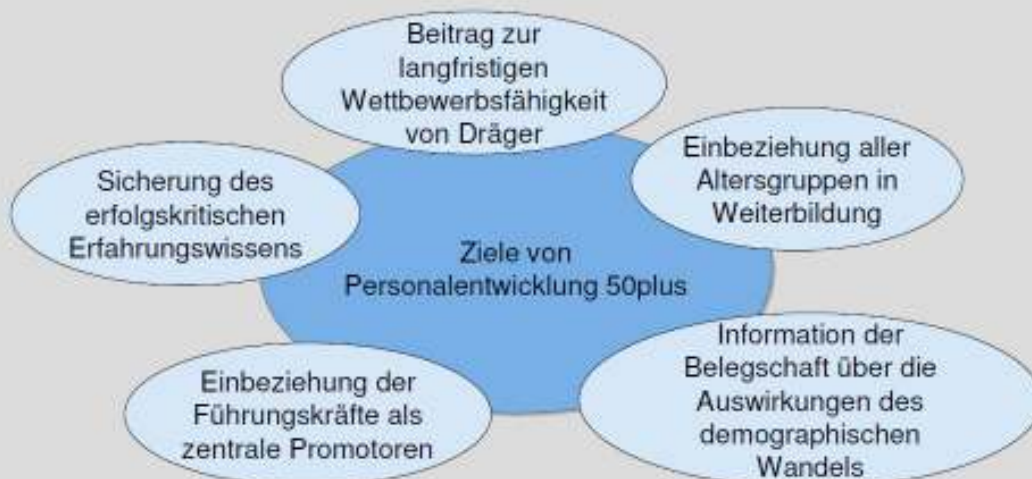 Beitrag zur
langfristigen
Wettbewerbsfähigkeit
von Dräger
Einbeziehung aller
Altersgruppen in
Weiterbildung
Sicherung des
erfolgskritischen
Erfahrungswissens
Ziele von
Personalentwicklung 50plus
Information der
Belegschaft über die
Auswirkungen des
demographischen
Wandels
Einbeziehung der
Führungskräfte als
zentrale Promotoren